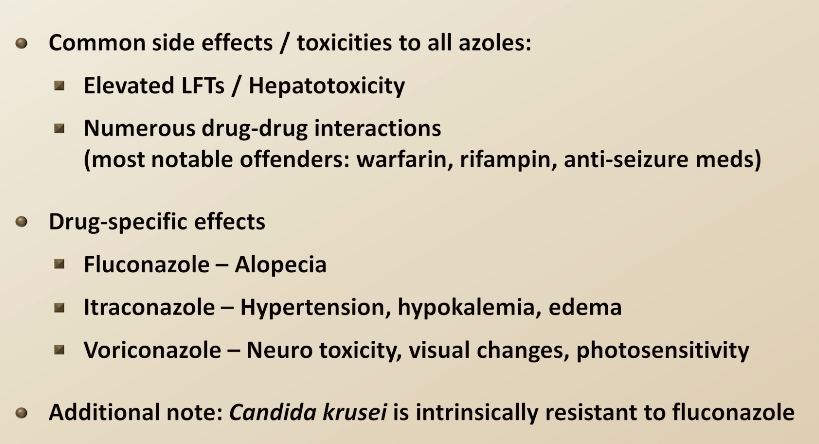 Common side effects / toxicities to all azoles:
Elevated LFTs / Hepatotoxicity
Numerous drug-drug interactions
(most notable offenders: warfarin, rifampin, anti-seizure meds)
Drug-specific effects
Fluconazole – Alopecia
Itraconazole – Hypertension, hypokalemia, edema
Voriconazole – Neuro toxicity, visual changes, photosensitivity
Additional note: Candida krusei is intrinsically resistant to fluconazole